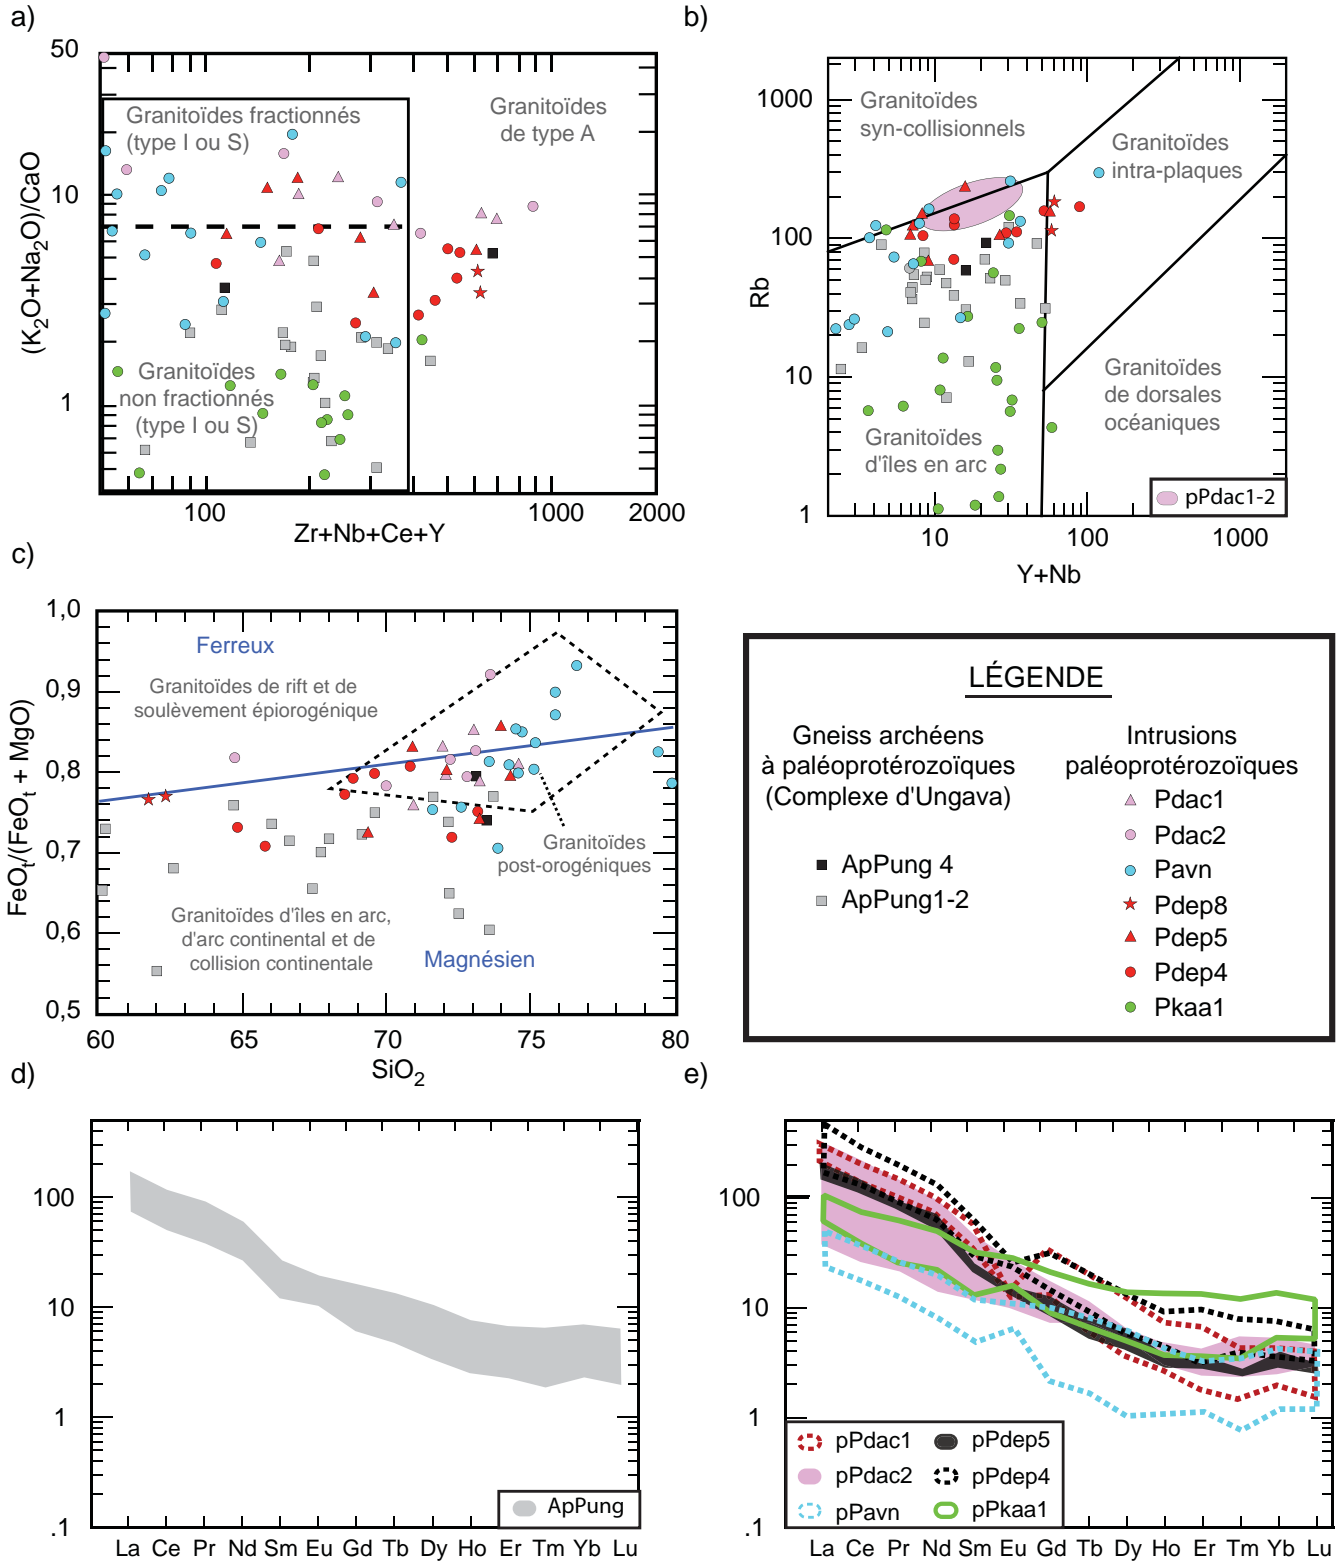 a)
50
10
1
(K2O+Na2O)/CaO
Granitoïdes fractionnés
(type I ou S)
Granitoïdes
de type A
Granitoïdes
non fractionnés
(type I ou S)
100
1000
2000
Zr+Nb+Ce+Y
b)
1000
100
10
1
Rb
Granitoïdes
syn-collisionnels
Granitoïdes
intra-plaques
Granitoïdes
de dorsales
océaniques
Granitoïdes
d'îles en arc
pPdac1-2
10
100
1000
Y+Nb
c)
1,0
0,9
0,8
0,7
0,6
0,5
FeOt/(FeOt + MgO)
Ferreux
Granitoïdes de rift et de
soulèvement épiorogénique
Granitoïdes
post-orogéniques
Granitoïdes d'îles en arc,
d'arc continental et de
collision continentale
Magnésien
60
65
70
75
80
SiO2
LÉGENDE
Gneiss archéens
à paléoprotérozoïques
(Complexe d'Ungava)
ApPung 4
ApPung1-2
Intrusions
paléoprotérozoïques
Pdac1
Pdac2
Pavn
Pdep8
Pdep5
Pdep4
Pkaa1
d)
100
10
1
.1
ApPung
La Ce Pr Nd Sm Eu Gd Tb Dy Ho Er Tm Yb Lu
e)
100
10
1
.1
pPdac1
pPdac2
pPavn
pPdep5
pPdep4
pPkaa1
La Ce Pr Nd Sm Eu Gd Tb Dy Ho Er Tm Yb Lu